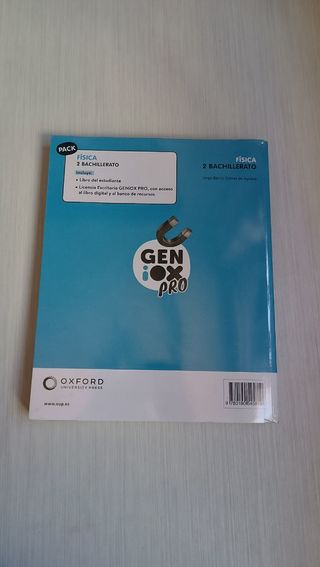 PACK
FÍSICA
2 BACHILLERATO
Incluye:
• Libro del estudiante
• Licencia Escritorio GENiOX PRO, con acceso
al libro digital y al banco de recursos
FÍSICA
2 BACHILLERATO
GEN
iOX
PRO
OXFORD
UNIVERSITY PRESS
www.oup.es